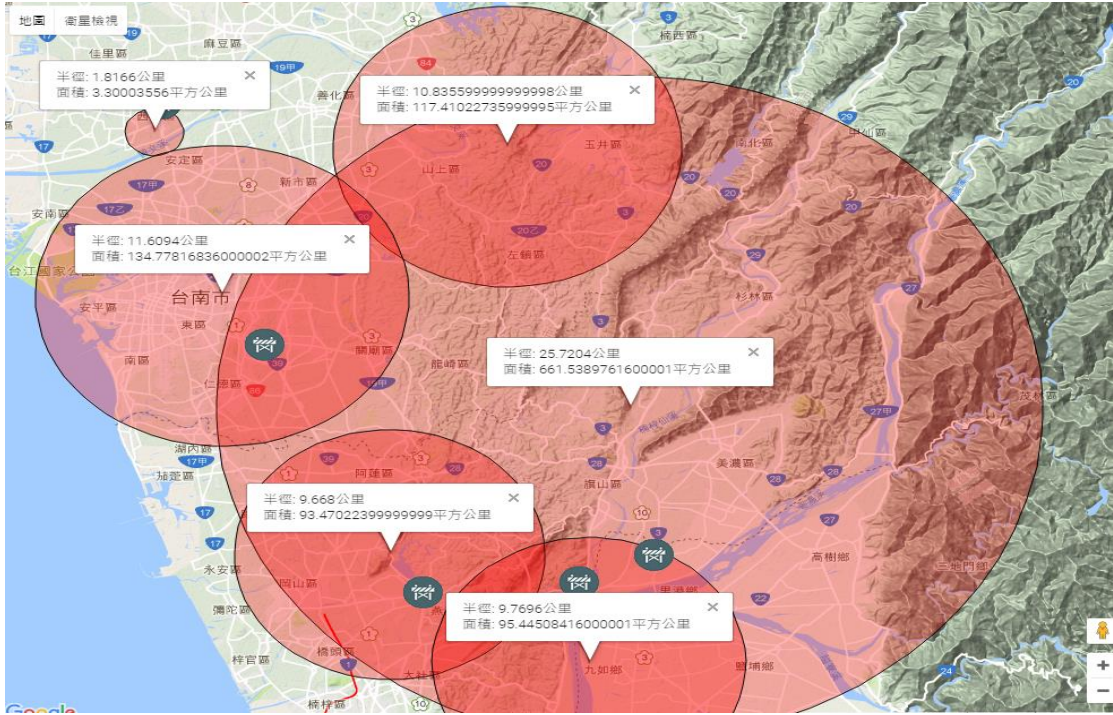 地圖 衛星檢視
佳里區
麻豆區
楠西區
半徑: 1.8166公里
面積: 3.30003556平方公里
半徑: 10.835599999999998公里
面積: 117.41022735999995平方公里
善化區
玉井區
山上區
安定區
新市區
南化區
甲仙區
安南區
半徑: 11.6094公里
面積: 134.77816836000002平方公里
左鎮區
台江國家公園
台南市
安平區
東區
杉林區
南區
關廟區
龍崎區
仁德區
半徑: 25.7204公里
面積: 661.5389761600001平方公里
茂林區
湖內區
茄萣區
阿蓮區
旗山區
美濃區
半徑: 9.668公里
面積: 93.47022399999999平方公里
永安區
岡山區
高樹鄉
三地門鄉
彌陀區
里港鄉
半徑: 9.7696公里
面積: 95.44508416000001平方公里
橋頭區
梓官區
大社區
九如鄉
鹽埔鄉
楠梓區
Google